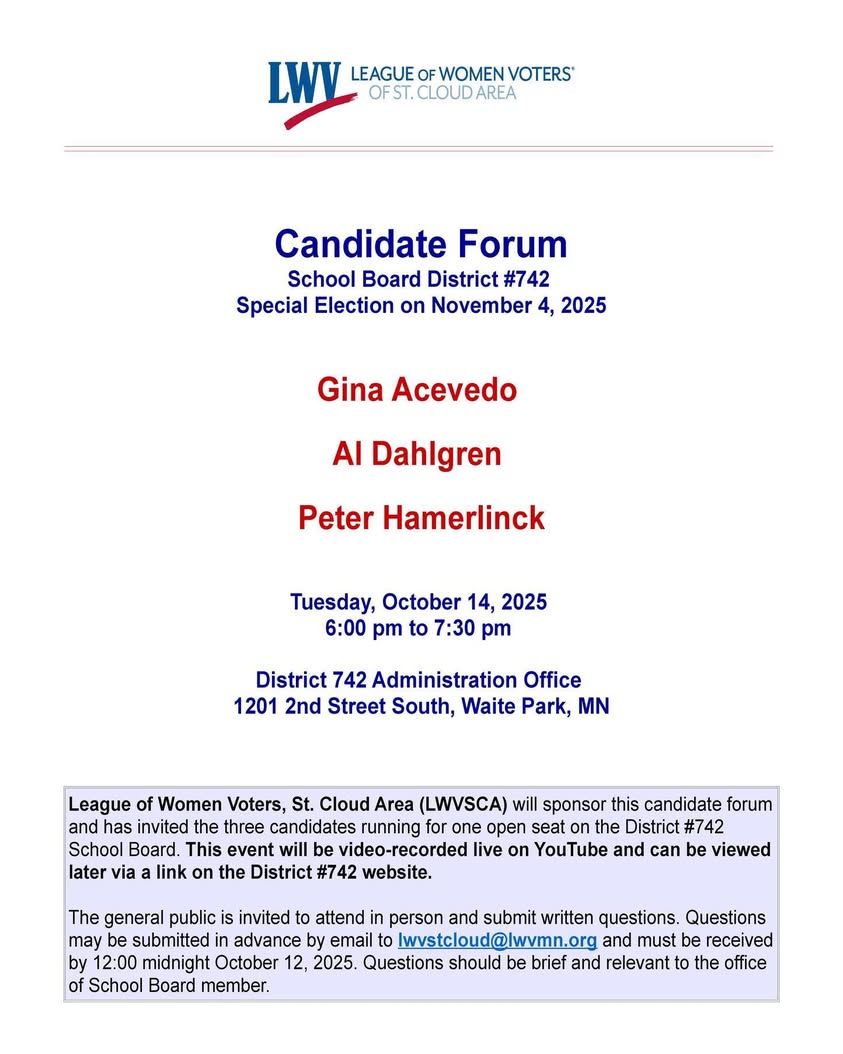 LWV LEAGUE OF WOMEN VOTERS®
OF ST. CLOUD AREA
Candidate Forum
School Board District #742
Special Election on November 4, 2025
Gina Acevedo
Al Dahlgren
Peter Hamerlinck
Tuesday, October 14, 2025
6:00 pm to 7:30 pm
District 742 Administration Office
1201 2nd Street South, Waite Park, MN
League of Women Voters, St. Cloud Area (LWVSCA) will sponsor this candidate forum
and has invited the three candidates running for one open seat on the District #742
School Board. This event will be video-recorded live on YouTube and can be viewed
later via a link on the District #742 website.
The general public is invited to attend in person and submit written questions. Questions
may be submitted in advance by email to lwvstcloud@lwvmn.org and must be received
by 12:00 midnight October 12, 2025. Questions should be brief and relevant to the office
of School Board member.